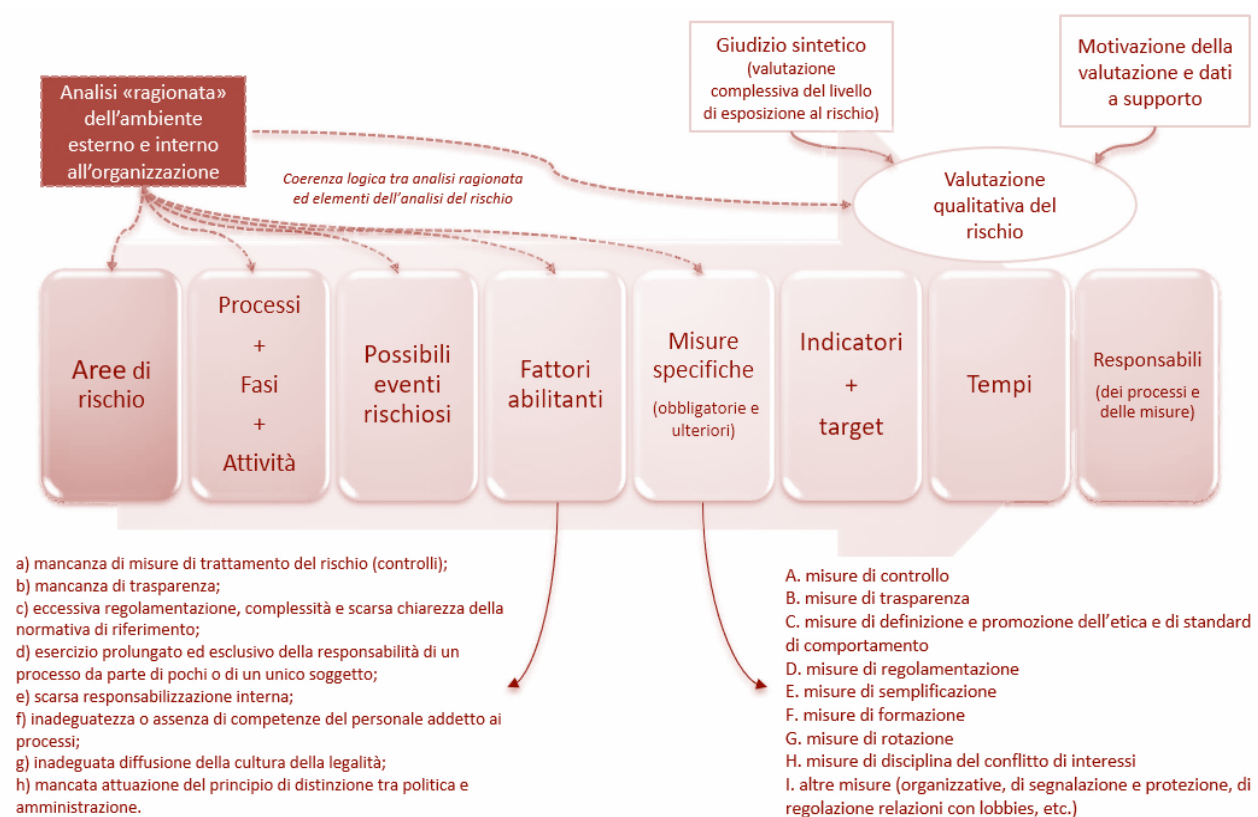 Analisi «ragionata»
dell’ambiente
esterno e interno
all’organizzazione
Giudizio sintetico
(valutazione
complessiva del livello
di esposizione al rischio)
Motivazione della
valutazione e dati
a supporto
Coerenza logica tra analisi ragionata
ed elementi dell’analisi del rischio
Valutazione
qualitativa del
rischio
Aree di
rischio
Processi
+
Fasi
+
Attività
Possibili
eventi
rischiosi
Fattori
abilitanti
Misure
specifiche
(obbligatorie e
ulteriori)
Indicatori
+
target
Tempi
Responsabili
(dei processi e
delle misure)
a) mancanza di misure di trattamento del rischio (controlli);
b) mancanza di trasparenza;
c) eccessiva regolamentazione, complessità e scarsa chiarezza della
normativa di riferimento;
d) esercizio prolungato ed esclusivo della responsabilità di un
processo da parte di pochi o di un unico soggetto;
e) scarsa responsabilizzazione interna;
f) inadeguatezza o assenza di competenze del personale addetto ai
processi;
g) inadeguata diffusione della cultura della legalità;
h) mancata attuazione del principio di distinzione tra politica e
amministrazione.
A. misure di controllo
B. misure di trasparenza
C. misure di definizione e promozione dell’etica e di standard
di comportamento
D. misure di regolamentazione
E. misure di semplificazione
F. misure di formazione
G. misure di rotazione
H. misure di disciplina del conflitto di interessi
I. altre misure (organizzative, di segnalazione e protezione, di
regolazione relazioni con lobbies, etc.)